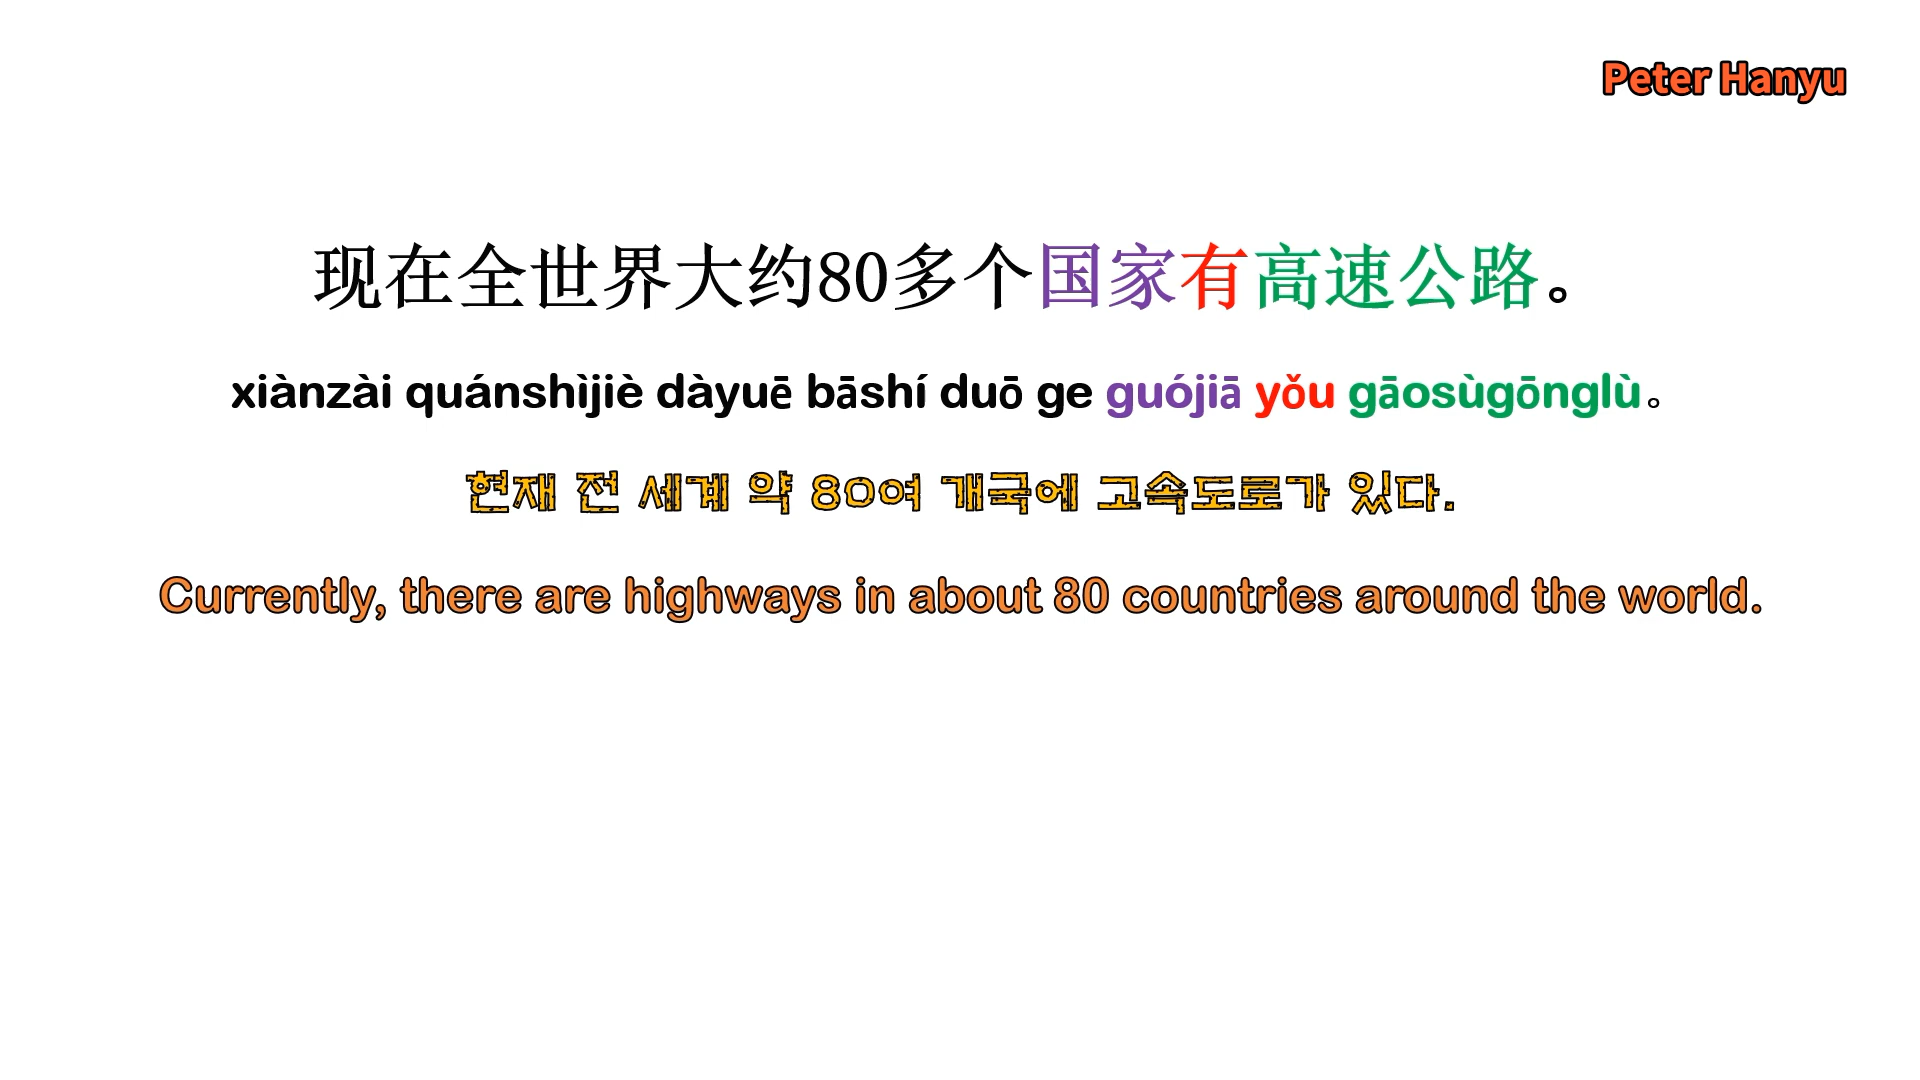 Peter Hanyu
现在全世界大约80多个国家有高速公路。
xiànzài quánshìjiè dàyuē bāshí duō ge guójiā yǒu gāosùgōnglù。
현재 전 세계 약 80여 개국에 고속도로가 있다.
Currently, there are highways in about 80 countries around the world.